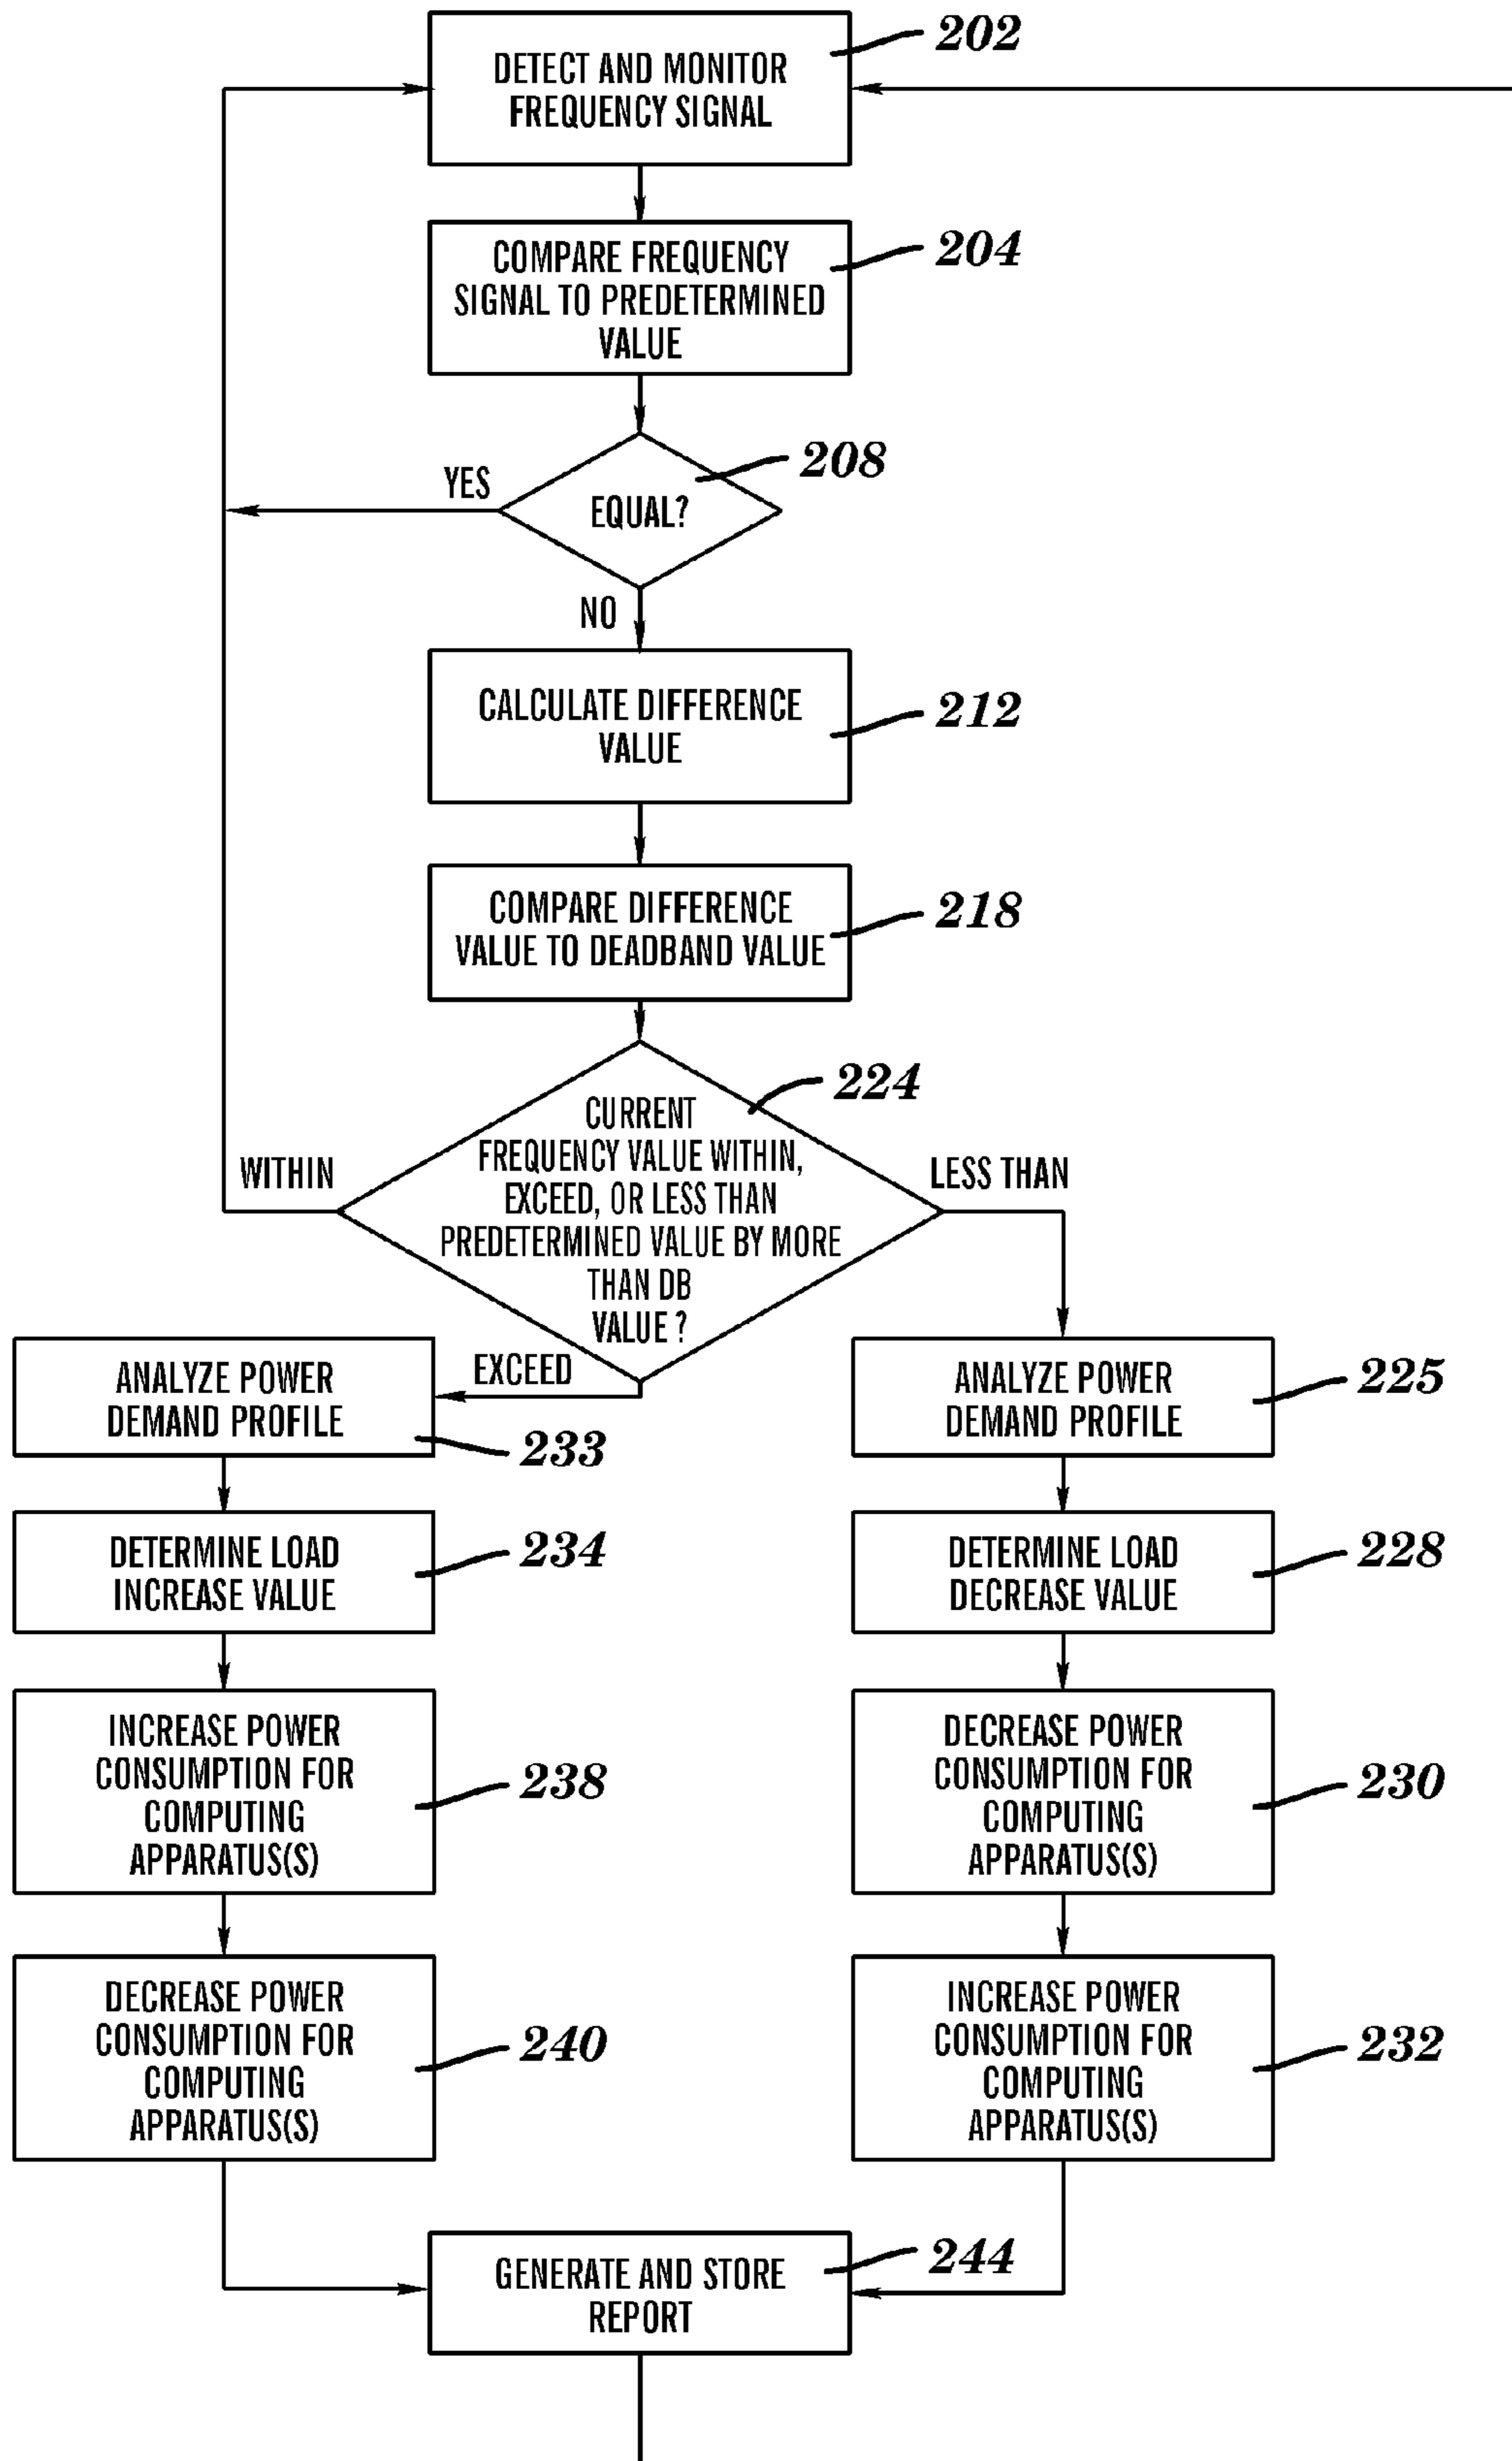 202
DETECT AND MONITOR
FREQUENCY SIGNAL
204
COMPARE FREQUENCY
SIGNAL TO PREDETERMINED
VALUE
208
YES
EQUAL?
NO
212
CALCULATE DIFFERENCE
VALUE
218
COMPARE DIFFERENCE
VALUE TO DEADBAND VALUE
224
CURRENT
FREQUENCY VALUE WITHIN,
EXCEED, OR LESS THAN
PREDETERMINED VALUE BY MORE
THAN DB
VALUE ?
WITHIN
LESS THAN
EXCEED
ANALYZE POWER
DEMAND PROFILE
233
ANALYZE POWER
DEMAND PROFILE
225
DETERMINE LOAD
INCREASE VALUE
234
DETERMINE LOAD
DECREASE VALUE
228
INCREASE POWER
CONSUMPTION FOR
COMPUTING
APPARATUS(S)
238
DECREASE POWER
CONSUMPTION FOR
COMPUTING
APPARATUS(S)
230
DECREASE POWER
CONSUMPTION FOR
COMPUTING
APPARATUS(S)
240
INCREASE POWER
CONSUMPTION FOR
COMPUTING
APPARATUS(S)
232
244
GENERATE AND STORE
REPORT